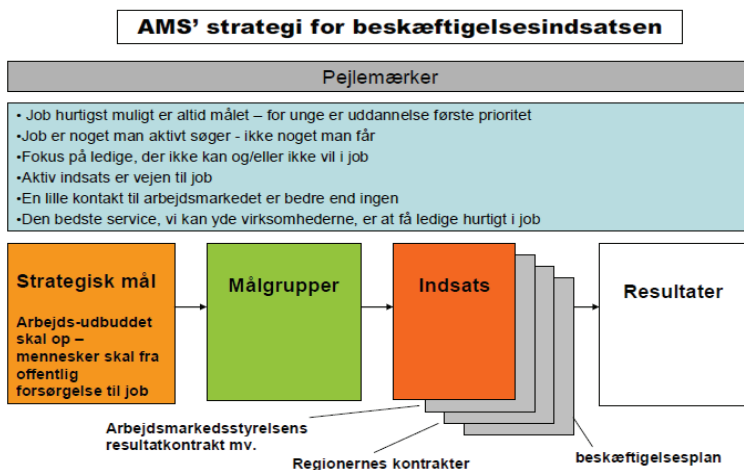 AMS' strategi for beskæftigelsesindsatsen
Pejlemærker
• Job hurtigst muligt er altid målet – for unge er uddannelse første prioritet
•Job er noget man aktivt søger - ikke noget man får
•Fokus på ledige, der ikke kan og/eller ikke vil i job
•Aktiv indsats er vejen til job
•En lille kontakt til arbejdsmarkedet er bedre end ingen
•Den bedste service, vi kan yde virksomhederne, er at få ledige hurtigt i job
Strategisk mål
Arbejds-udbuddet
skal op –
mennesker skal fra
offentlig
forsørgelse til job
Målgrupper
Indsats
Resultater
Arbejdsmarkedsstyrelsens
resultatkontrakt mv.
Regionernes kontrakter
beskæftigelsesplan